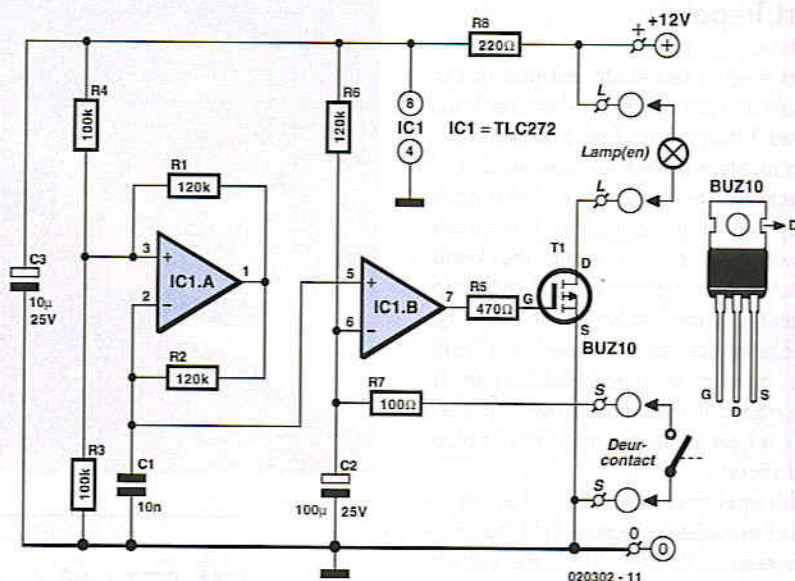 R8
220Ω
+
+12V
+
R4
100k
R6
120k
8
IC1
4
IC1 = TLC272
L
Lamp(en)
L
BUZ10
D
R1
120k
3
+
IC1.A
1
2
−
R2
120k
C3
10µ
25V
5
+
IC1.B
7
6
−
R5
470Ω
T1
G
D
S
BUZ10
G
D
S
R7
100Ω
S
Deur-
contact
S
R3
100k
C1
10n
C2
100µ
25V
0
0
020302 - 11